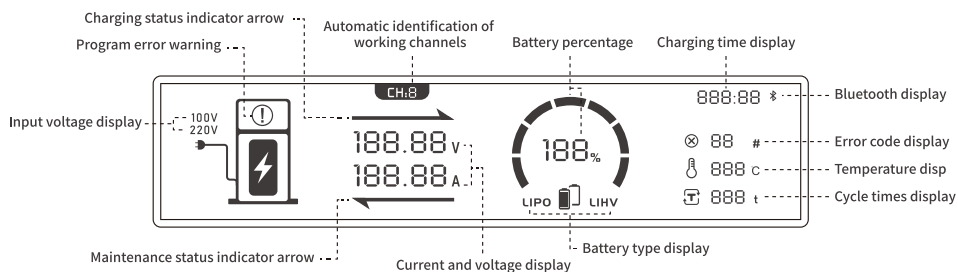 Charging status indicator arrow
Automatic identification of
working channels
Program error warning
Battery percentage
Charging time display
CH:8
888:88
Bluetooth display
Input voltage display
100V
220V
188.88 V
188.88 A
188%
88 #
Error code display
888 C
Temperature disp
T 888 t
Cycle times display
LIPO
LIHV
Maintenance status indicator arrow
Current and voltage display
Battery type display